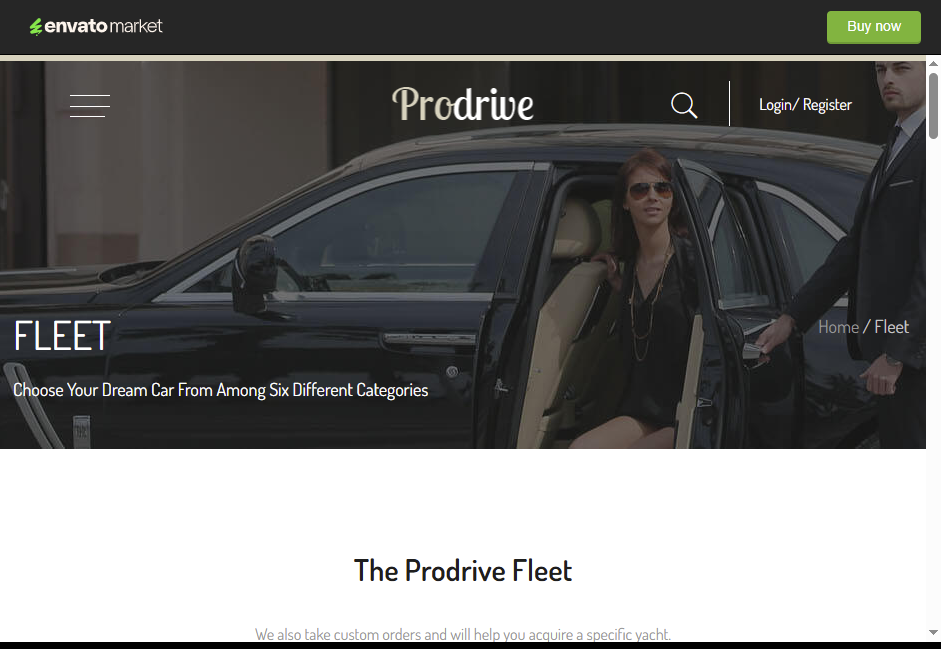 envato market
Buy now
Prodrive
Login/ Register
FLEET
Home / Fleet
Choose Your Dream Car From Among Six Different Categories
The Prodrive Fleet
We also take custom orders and will help you acquire a specific yacht.